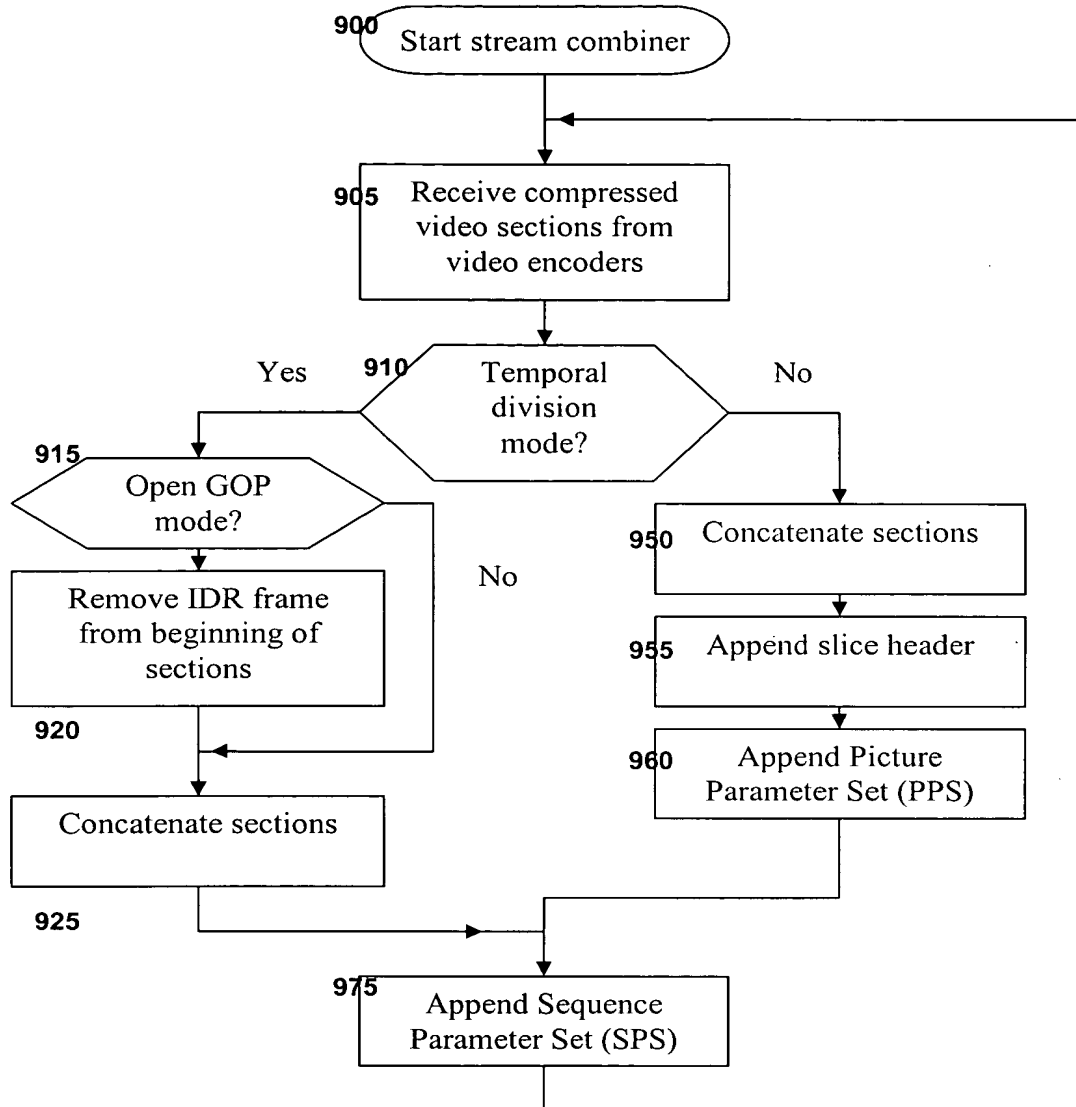 900
Start stream combiner
905
Receive compressed
video sections from
video encoders
Yes
910
Temporal
division
mode?
No
915
Open GOP
mode?
No
Remove IDR frame
from beginning of
sections
920
Concatenate sections
925
950
Concatenate sections
955
Append slice header
960
Append Picture
Parameter Set (PPS)
975
Append Sequence
Parameter Set (SPS)